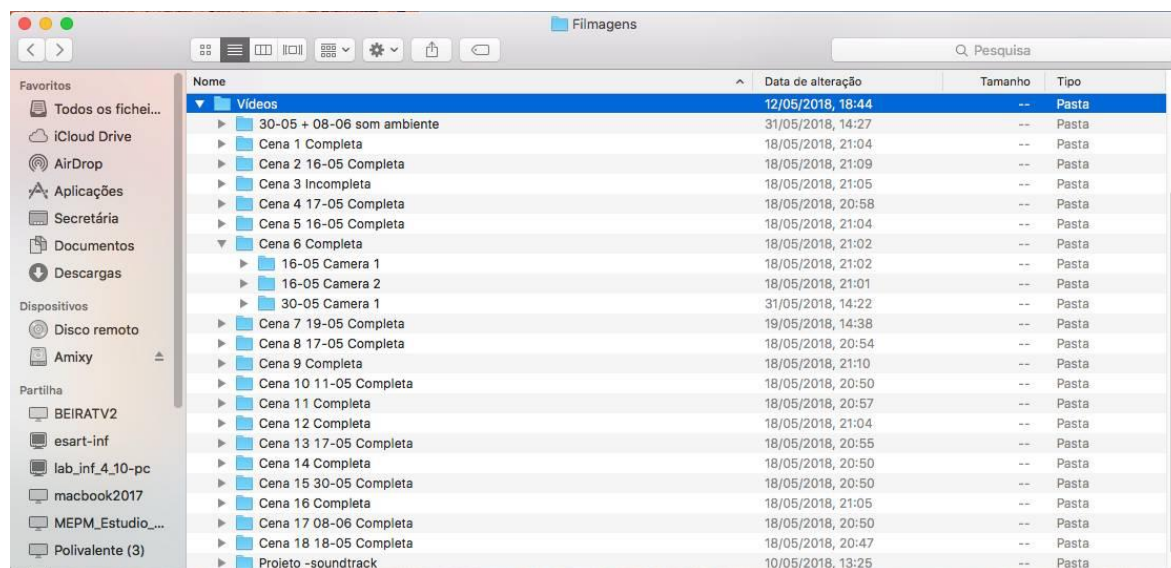 Filmagens
Pesquisa
Favoritos
Todos os fichei...
iCloud Drive
AirDrop
Aplicações
Secretária
Documentos
Descargas
Dispositivos
Disco remoto
Amixy
Partilha
BEIRATV2
esart-inf
lab_inf_4_10-pc
macbook2017
MEPM_Estudio_...
Polivalente (3)
Nome Data de alteração Tamanho Tipo
Vídeos 12/05/2018, 18:44 -- Pasta
30-05 + 08-06 som ambiente 31/05/2018, 14:27 -- Pasta
Cena 1 Completa 18/05/2018, 21:04 -- Pasta
Cena 2 16-05 Completa 18/05/2018, 21:09 -- Pasta
Cena 3 Incompleta 18/05/2018, 21:05 -- Pasta
Cena 4 17-05 Completa 18/05/2018, 20:58 -- Pasta
Cena 5 16-05 Completa 18/05/2018, 21:04 -- Pasta
Cena 6 Completa 18/05/2018, 21:02 -- Pasta
16-05 Camera 1 18/05/2018, 21:02 -- Pasta
16-05 Camera 2 18/05/2018, 21:01 -- Pasta
30-05 Camera 1 31/05/2018, 14:22 -- Pasta
Cena 7 19-05 Completa 19/05/2018, 14:38 -- Pasta
Cena 8 17-05 Completa 18/05/2018, 20:54 -- Pasta
Cena 9 Completa 18/05/2018, 21:10 -- Pasta
Cena 10 11-05 Completa 18/05/2018, 20:50 -- Pasta
Cena 11 Completa 18/05/2018, 20:57 -- Pasta
Cena 12 Completa 18/05/2018, 21:04 -- Pasta
Cena 13 17-05 Completa 18/05/2018, 20:55 -- Pasta
Cena 14 Completa 18/05/2018, 20:50 -- Pasta
Cena 15 30-05 Completa 18/05/2018, 20:50 -- Pasta
Cena 16 Completa 18/05/2018, 21:05 -- Pasta
Cena 17 08-06 Completa 18/05/2018, 20:50 -- Pasta
Cena 18 18-05 Completa 18/05/2018, 20:47 -- Pasta
Projeto -soundtrack 10/05/2018, 13:25 -- Pasta